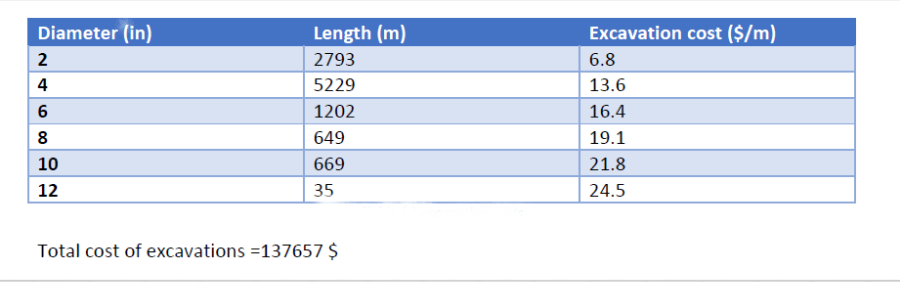 Diameter (in) Length (m) Excavation cost ($/m)
2 2793 6.8
4 5229 13.6
6 1202 16.4
8 649 19.1
10 669 21.8
12 35 24.5
Total cost of excavations =137657 $